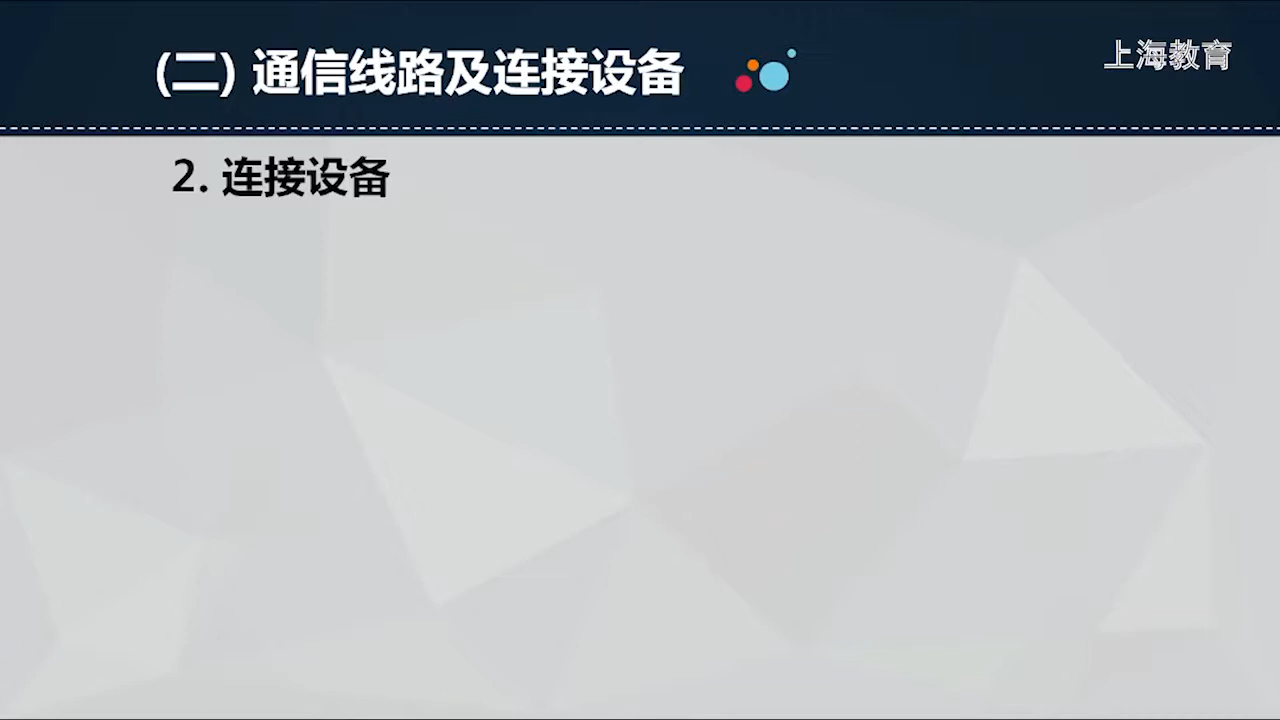 (二) 通信线路及连接设备
上海教育
2. 连接设备